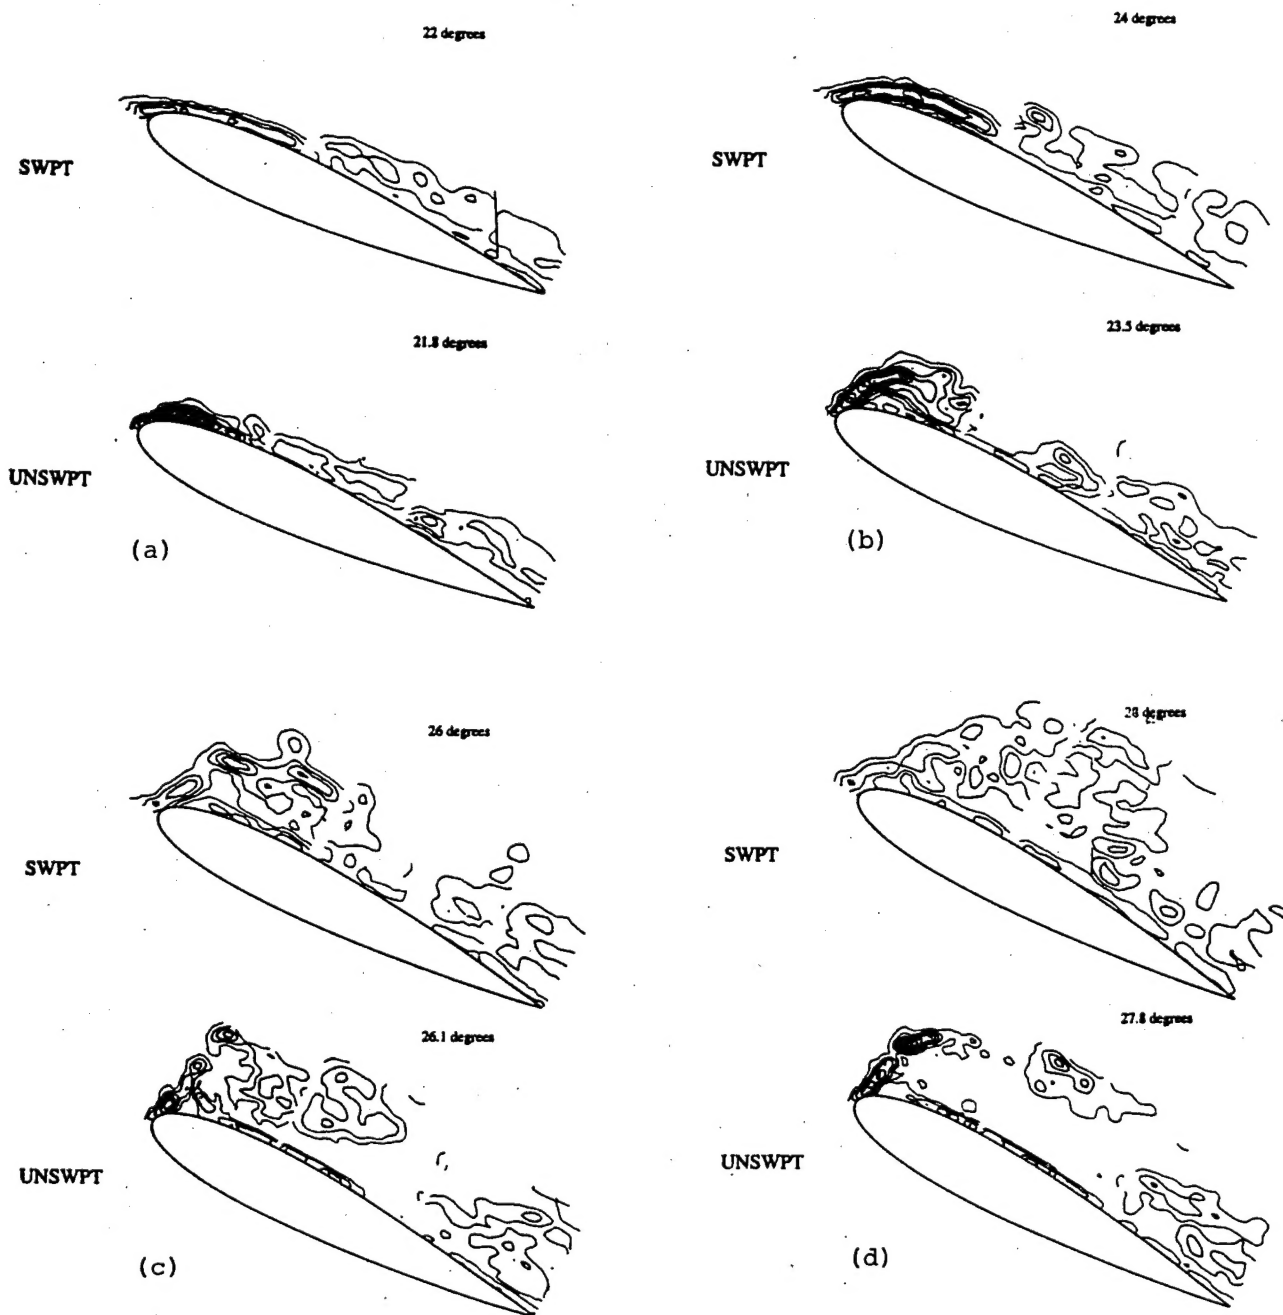 22 degrees
SWPT
21.8 degrees
UNSWPT
(a)
24 degrees
SWPT
23.5 degrees
UNSWPT
(b)
26 degrees
SWPT
26.1 degrees
UNSWPT
(c)
28 degrees
SWPT
27.8 degrees
UNSWPT
(d)